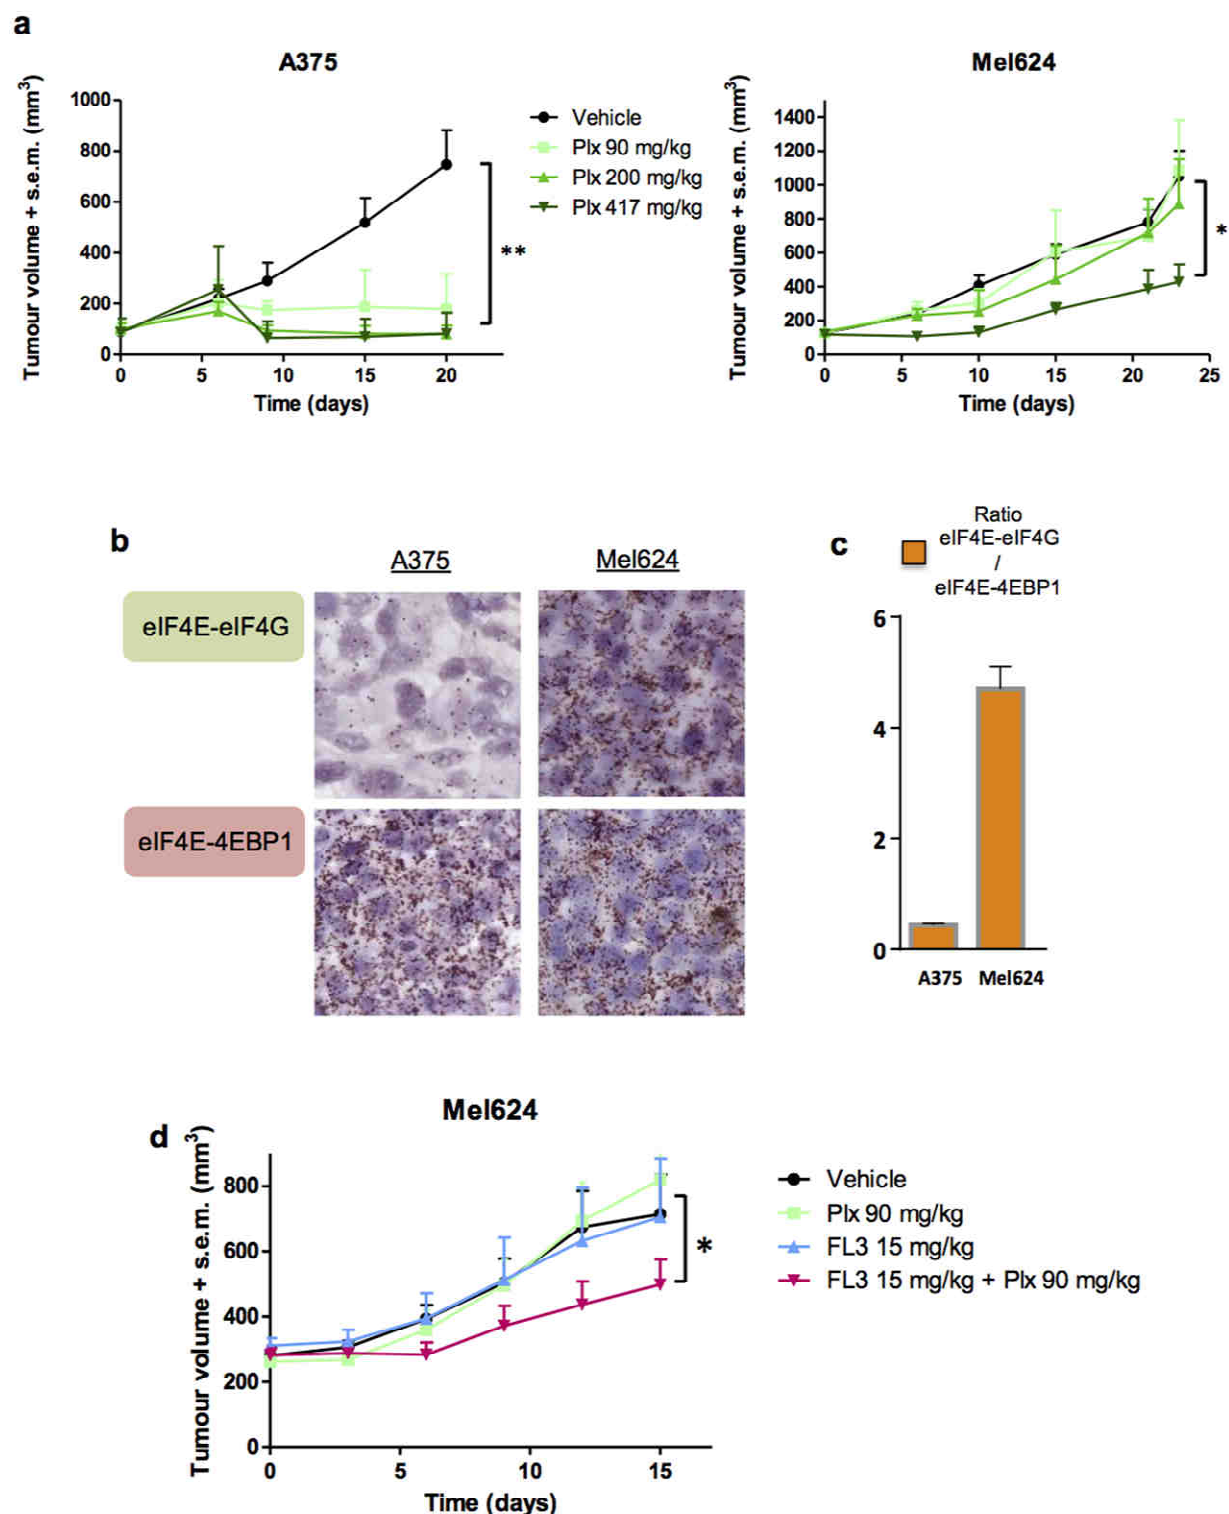 a
A375
Tumour volume + s.e.m. (mm3)
1000
800
600
400
200
0
0 5 10 15 20
Time (days)
Vehicle
Plx 90 mg/kg
Plx 200 mg/kg
Plx 417 mg/kg
**
Mel624
Tumour volume + s.e.m. (mm3)
1400
1200
1000
800
600
400
200
0
0 5 10 15 20 25
Time (days)
*
b
A375 Mel624
eIF4E-eIF4G
eIF4E-4EBP1
c
Ratio
eIF4E-eIF4G
/
eIF4E-4EBP1
6
4
2
0
A375 Mel624
d
Mel624
Tumour volume + s.e.m. (mm3)
800
600
400
200
0
0 5 10 15
Time (days)
*
Vehicle
Plx 90 mg/kg
FL3 15 mg/kg
FL3 15 mg/kg + Plx 90 mg/kg